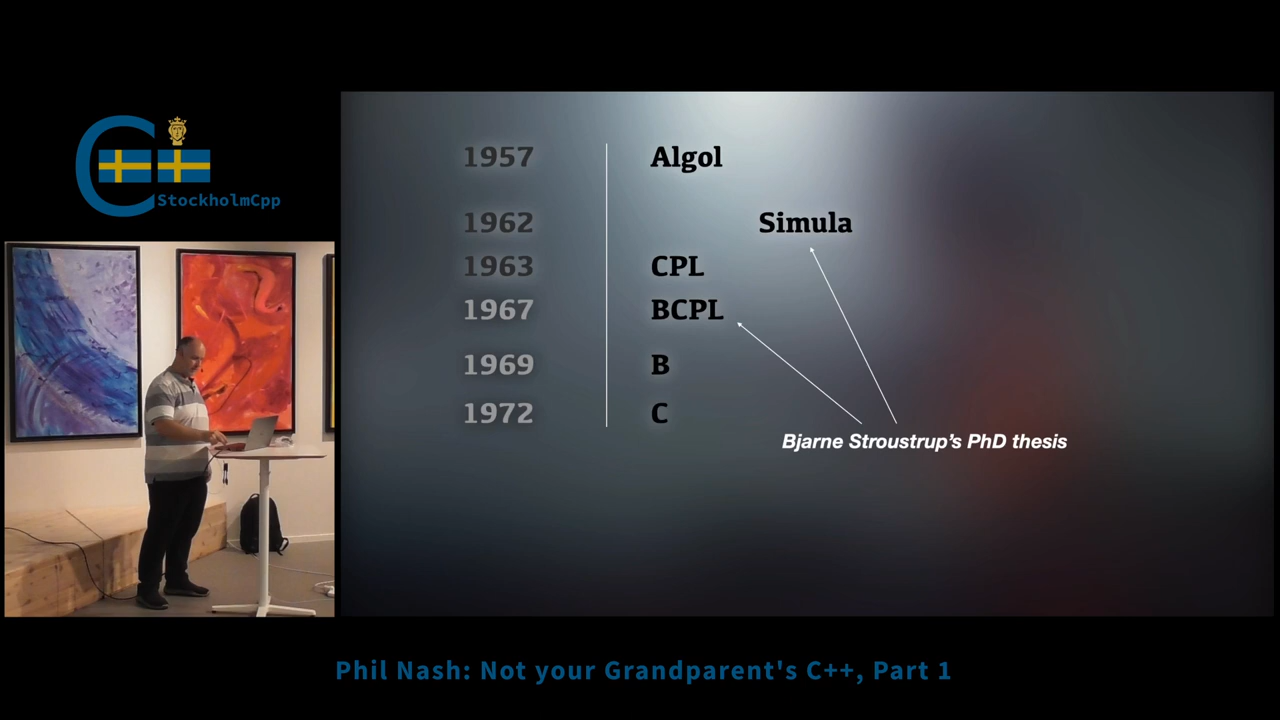 StockholmCpp
1957 Algol
1962 Simula
1963 CPL
1967 BCPL
1969 B
1972 C
Bjarne Stroustrup's PhD thesis
Phil Nash: Not your Grandparent's C++, Part 1